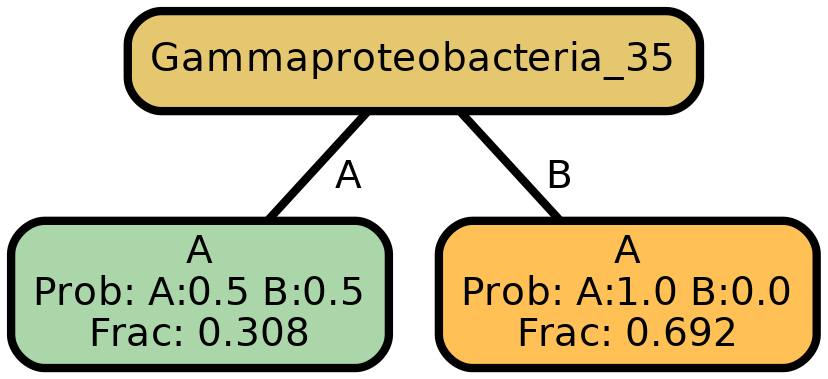 Gammaproteobacteria_35
A
B
A
Prob: A:0.5 B:0.5
Frac: 0.308
A
Prob: A:1.0 B:0.0
Frac: 0.692